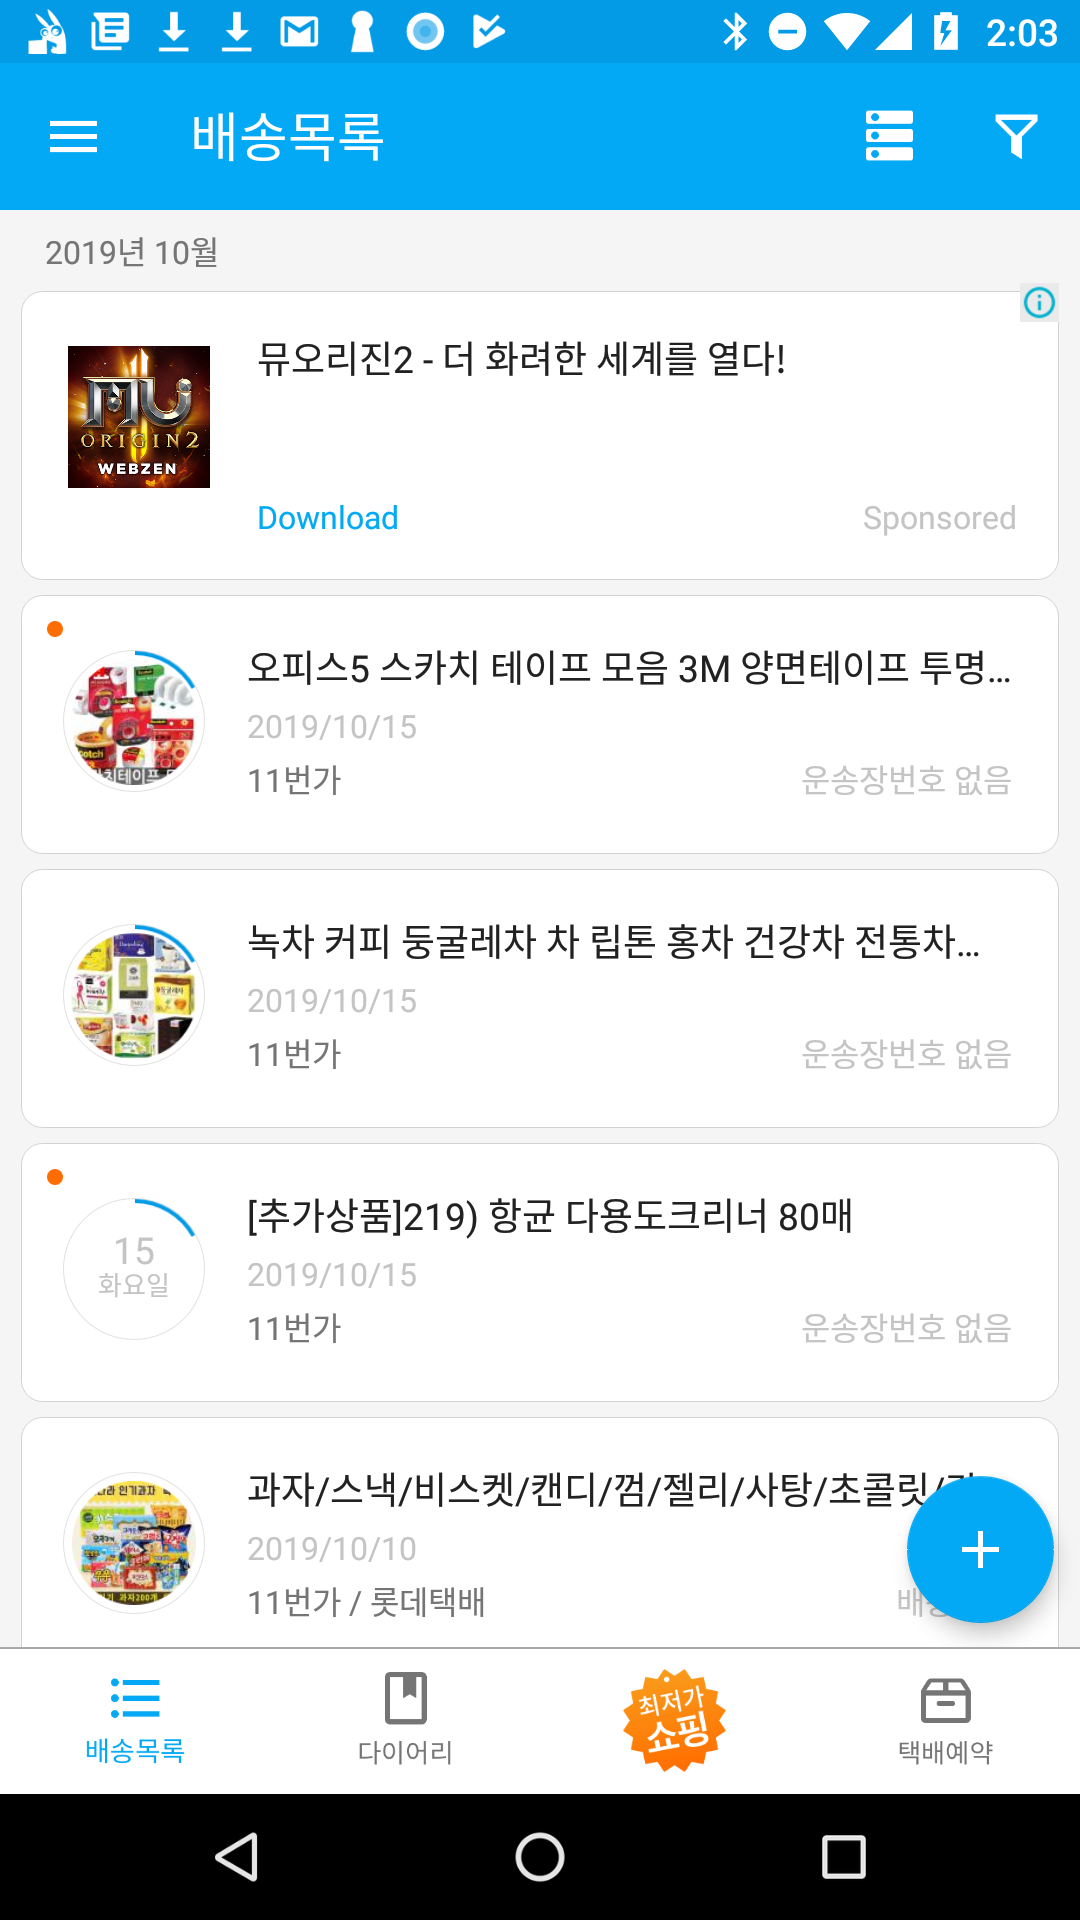 2:03
배송목록
2019년 10월
뮤오리진2 - 더 화려한 세계를 열다!
MU
ORIGIN 2
WEBZEN
Download
Sponsored
오피스5 스카치 테이프 모음 3M 양면테이프 투명...
2019/10/15
11번가
운송장번호 없음
녹차 커피 둥굴레차 차 립톤 홍차 건강차 전통차...
2019/10/15
11번가
운송장번호 없음
15
화요일
[추가상품]219) 항균 다용도크리너 80매
2019/10/15
11번가
운송장번호 없음
과자/스낵/비스켓/캔디/껌/젤리/사탕/초콜릿/
2019/10/10
11번가 / 롯데택배
배송목록
다이어리
최저가
쇼핑
택배예약